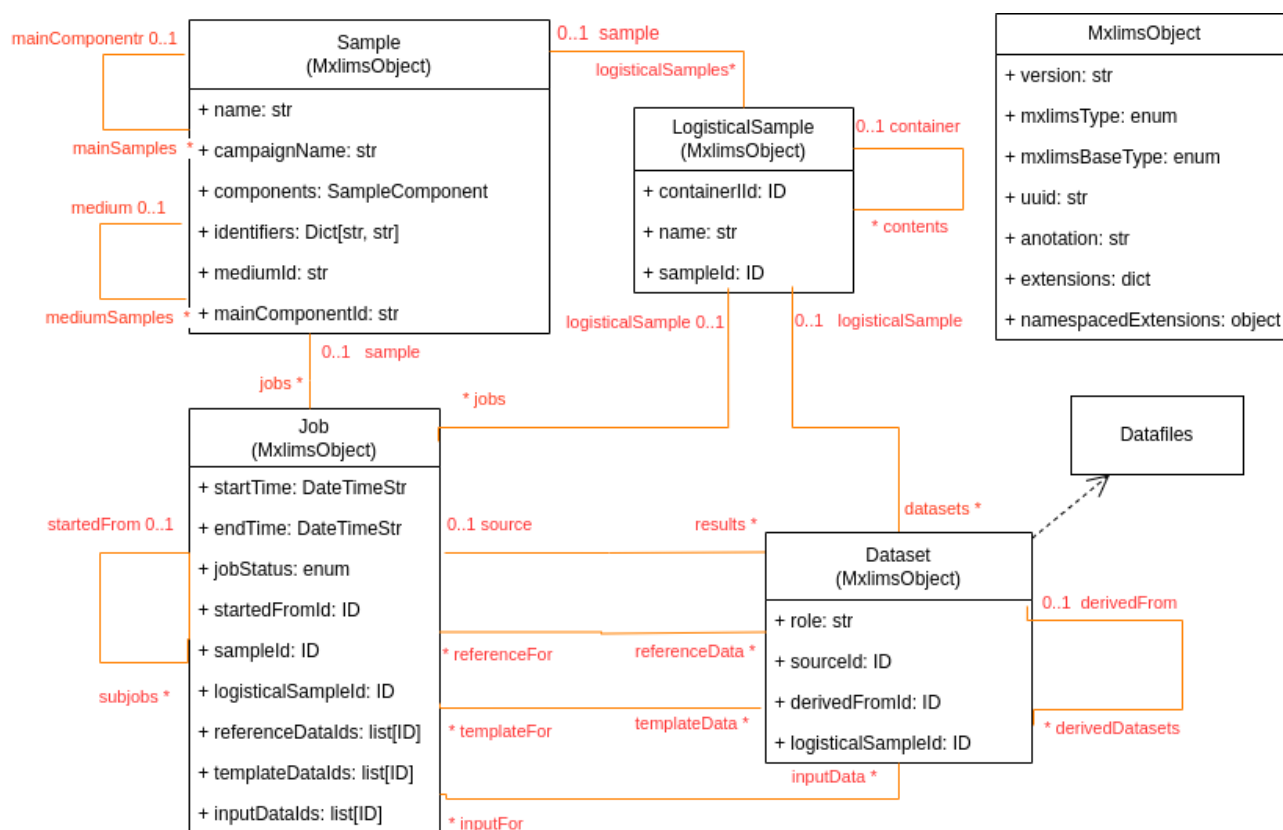 mainComponentr 0..1
Sample
(MxlimsObject)
+ name: str
+ campaignName: str
+ components: SampleComponent
+ identifiers: Dict[str, str]
+ mediumId: str
+ mainComponentId: str
mainSamples *
medium 0..1
mediumSamples *
0..1 sample
logisticalSamples*
LogisticalSample
(MxlimsObject)
+ containerIId: ID
+ name: str
+ sampleId: ID
0..1 container
* contents
MxlimsObject
+ version: str
+ mxlimsType: enum
+ mxlimsBaseType: enum
+ uuid: str
+ anotation: str
+ extensions: dict
+ namespacedExtensions: object
logisticalSample 0..1
0..1 logisticalSample
0..1 sample
jobs *
* jobs
Job
(MxlimsObject)
+ startTime: DateTimeStr
+ endTime: DateTimeStr
+ jobStatus: enum
+ startedFromId: ID
+ sampleId: ID
+ logisticalSampleId: ID
+ referenceDataIds: list[ID]
+ templateDataIds: list[ID]
+ inputDataIds: list[ID]
startedFrom 0..1
subjobs *
0..1 source
results *
datasets *
* referenceFor
referenceData *
* templateFor
templateData *
inputData *
* inputFor
Datafiles
Dataset
(MxlimsObject)
+ role: str
+ sourceId: ID
+ derivedFromId: ID
+ logisticalSampleId: ID
0..1 derivedFrom
* derivedDatasets